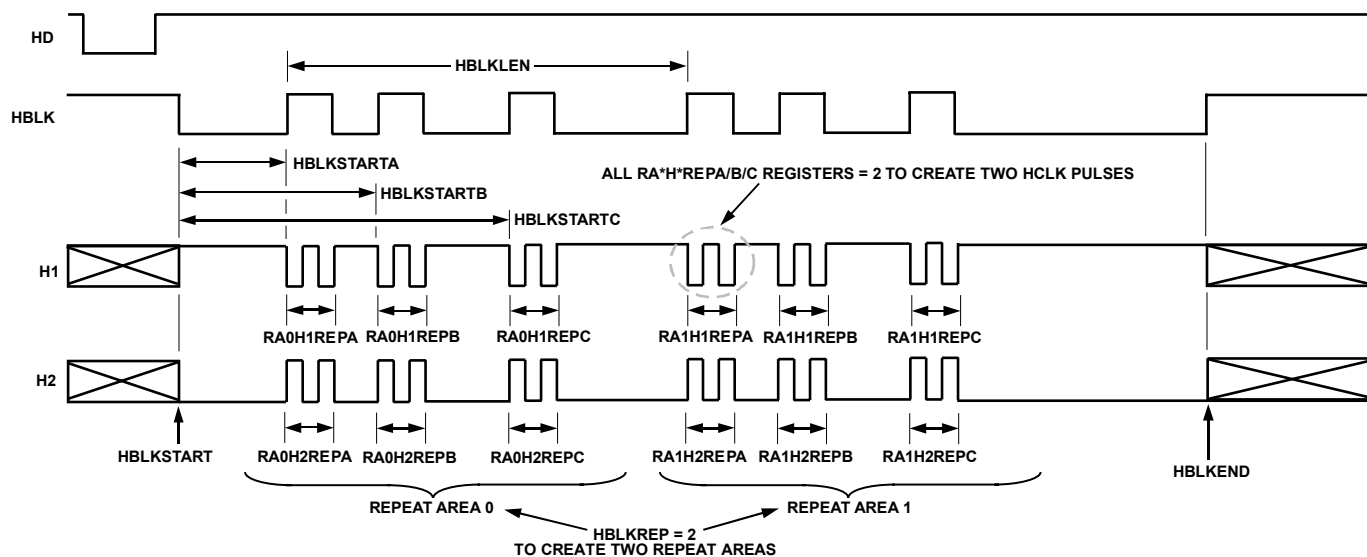 HD
HBLKLEN
HBLK
HBLKSTARTA
ALL RA*H*REPA/B/C REGISTERS = 2 TO CREATE TWO HCLK PULSES
HBLKSTARTB
HBLKSTARTC
H1
RA0H1REPA RA0H1REPB RA0H1REPC RA1H1REPA RA1H1REPB RA1H1REPC
H2
HBLKSTART RA0H2REPA RA0H2REPB RA0H2REPC RA1H2REPA RA1H2REPB RA1H2REPC HBLKEND
REPEAT AREA 0 REPEAT AREA 1
HBLKREP = 2
TO CREATE TWO REPEAT AREAS